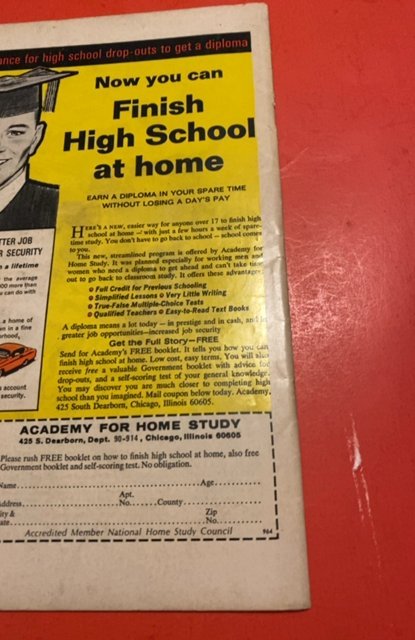 ance for high school drop-outs to get a diploma
Now you can
Finish
High School
at home
EARN A DIPLOMA IN YOUR SPARE TIME
WITHOUT LOSING A DAY'S PAY
HERE'S A NEW, easier way for anyone over 17 to finish high
school at home—with just a few hours a week of spare-
time study. You don't have to go back to school—school comes
to you.
This new, streamlined program is offered by Academy for
Home Study. It was planned especially for working men and
women who need a diploma to get ahead and can't take time
out to go back to classroom study. It offers these advantages:
Full Credit for Previous Schooling
Simplified Lessons Very Little Writing
True-False Multiple-Choice Tests
Qualified Teachers Easy-to-Read Text Books
A diploma means a lot today — in prestige and in cash, and in
greater job opportunities—increased job security
Get the Full Story—FREE
Send for Academy's FREE booklet. It tells you how you can
finish high school at home. Low cost, easy terms. You will also
receive free a valuable Government booklet with advice for
drop-outs, and a self-scoring test of your general knowledge.
You may discover you are much closer to completing high
school than you imagined. Mail coupon below today. Academy,
425 South Dearborn, Chicago, Illinois 60605.
TTER JOB
R SECURITY
a lifetime
the average
00 more than
u can do with
a home of
en in a fine
rhood,
account
security.
ACADEMY FOR HOME STUDY
425 S. Dearborn, Dept. 90-914, Chicago, Illinois 60605
Please rush FREE booklet on how to finish high school at home, also free
Government booklet and self-scoring test. No obligation.
Name Age
Apt.
ddress No. County
ity & Zip
ate No.
Accredited Member National Home Study Council 964